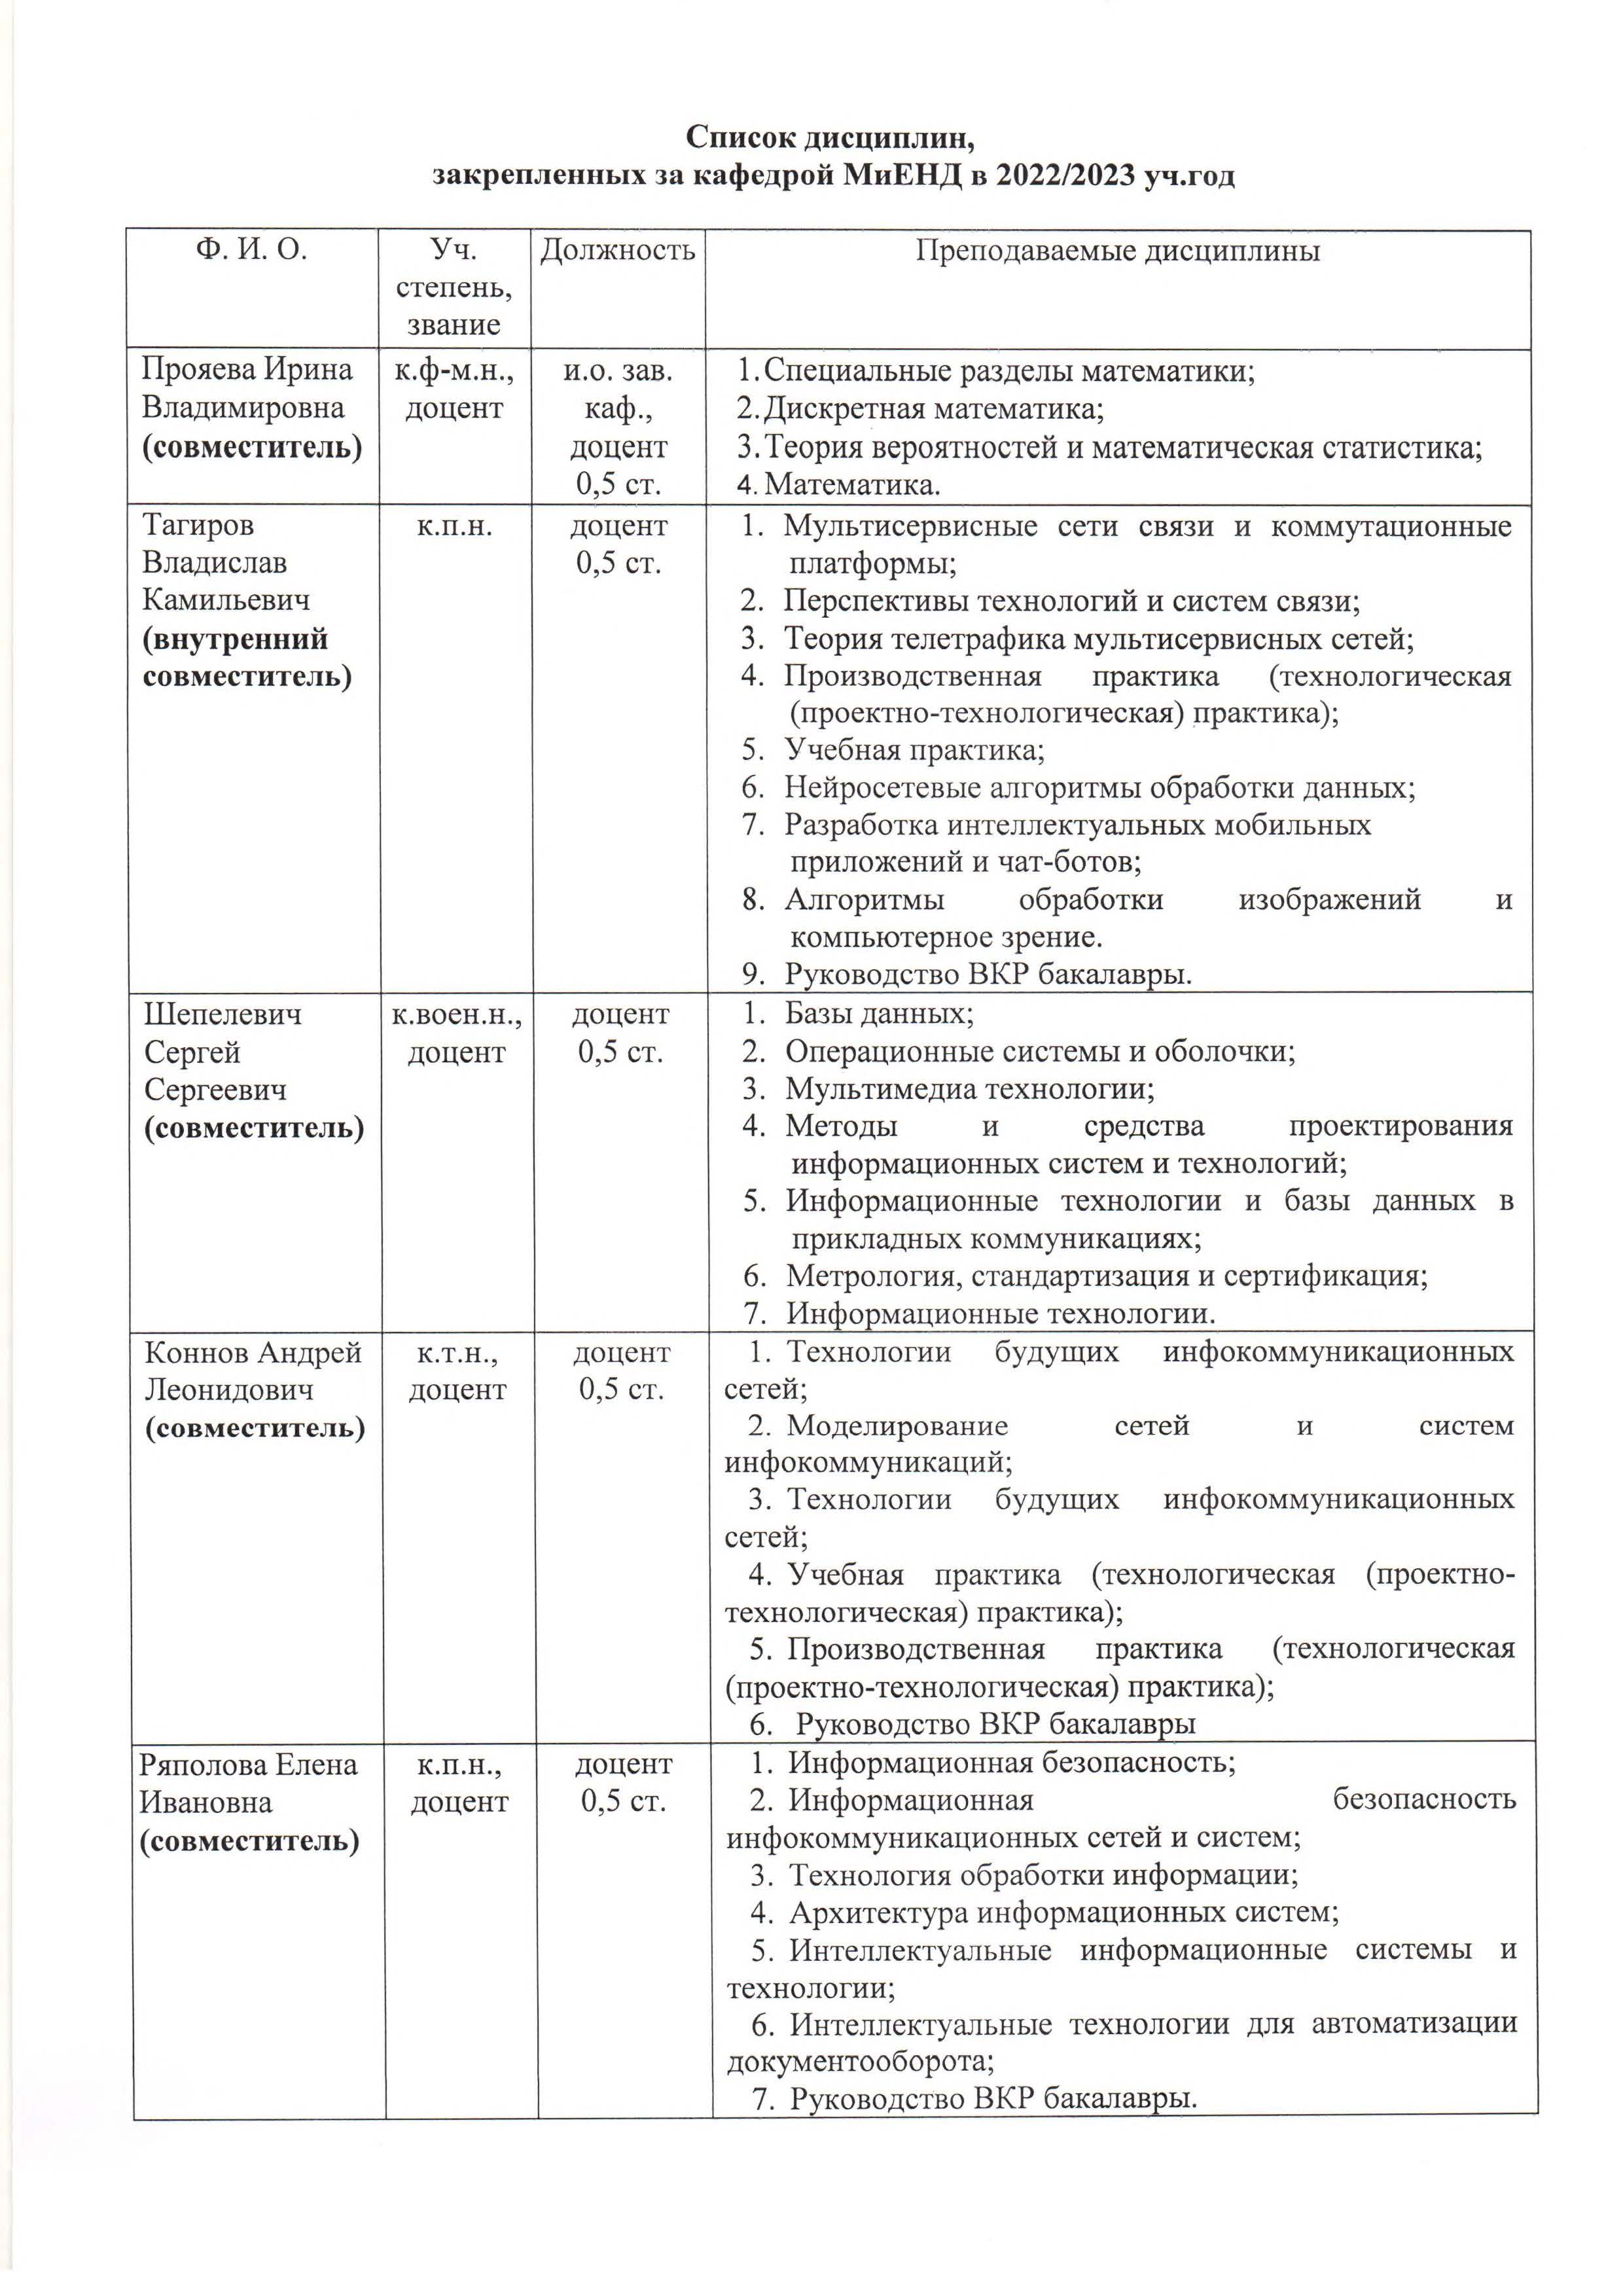 Список дисциплин,
закрепленных за кафедрой МиЕНД в 2022/2023 уч.год
Ф. И. О.
Уч.
степень,
звание
Должность
Преподаваемые дисциплины
Прояева Ирина
Владимировна
(совместитель)
к.ф-м.н.,
доцент
и.о. зав.
каф.,
доцент
0,5 ст.
1. Специальные разделы математики;
2. Дискретная математика;
3. Теория вероятностей и математическая статистика;
4. Математика.
Тагиров
Владислав
Камильевич
(внутренний
совместитель)
к.п.н.
доцент
0,5 ст.
1. Мультисервисные сети связи и коммутационные
платформы;
2. Перспективы технологий и систем связи;
3. Теория телетрафика мультисервисных сетей;
4. Производственная практика (технологическая
(проектно-технологическая) практика);
5. Учебная практика;
6. Нейросетевые алгоритмы обработки данных;
7. Разработка интеллектуальных мобильных
приложений и чат-ботов;
8. Алгоритмы обработки изображений и
компьютерное зрение.
9. Руководство ВКР бакалавры.
Шепелевич
Сергей
Сергеевич
(совместитель)
к.воен.н.,
доцент
доцент
0,5 ст.
1. Базы данных;
2. Операционные системы и оболочки;
3. Мультимедиа технологии;
4. Методы и средства проектирования
информационных систем и технологий;
5. Информационные технологии и базы данных в
прикладных коммуникациях;
6. Метрология, стандартизация и сертификация;
7. Информационные технологии.
Коннов Андрей
Леонидович
(совместитель)
к.т.н.,
доцент
доцент
0,5 ст.
1. Технологии будущих инфокоммуникационных
сетей;
2. Моделирование сетей и систем
инфокоммуникаций;
3. Технологии будущих инфокоммуникационных
сетей;
4. Учебная практика (технологическая (проектно-
технологическая) практика);
5. Производственная практика (технологическая
(проектно-технологическая) практика);
6. Руководство ВКР бакалавры
Ряполова Елена
Ивановна
(совместитель)
к.п.н.,
доцент
доцент
0,5 ст.
1. Информационная безопасность;
2. Информационная безопасность
инфокоммуникационных сетей и систем;
3. Технология обработки информации;
4. Архитектура информационных систем;
5. Интеллектуальные информационные системы и
технологии;
6. Интеллектуальные технологии для автоматизации
документооборота;
7. Руководство ВКР бакалавры.